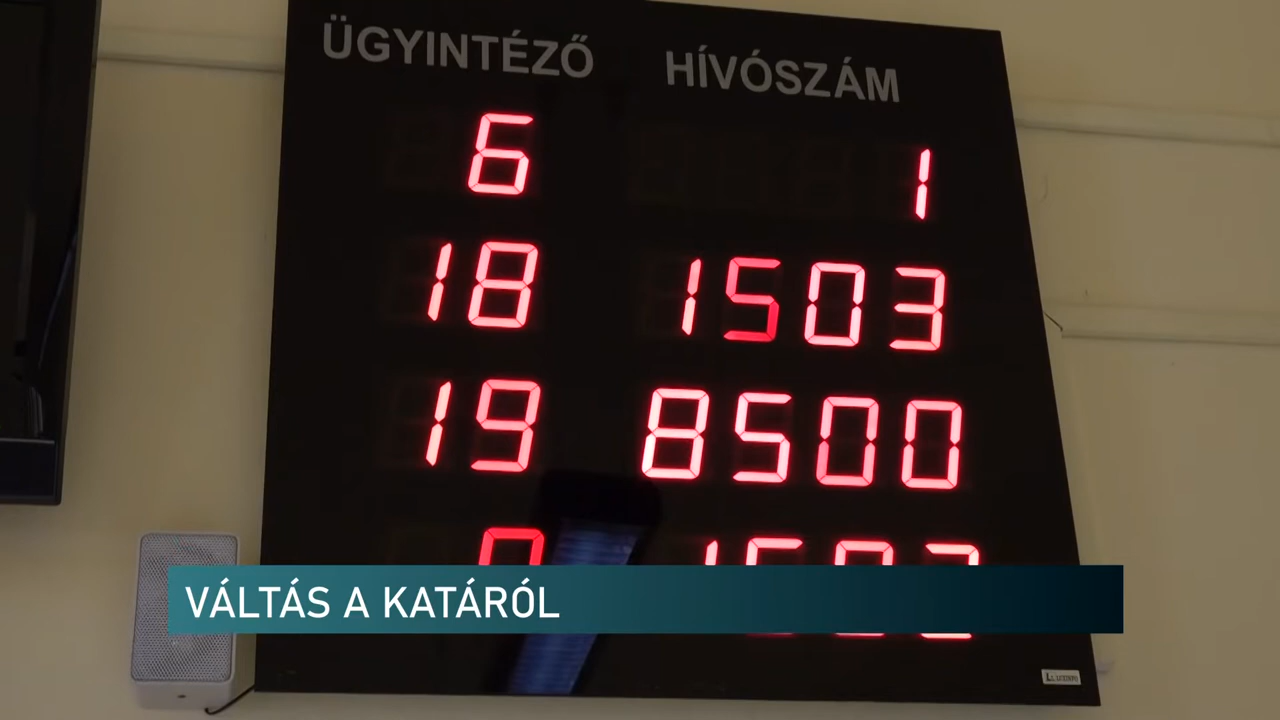 ÜGYINTÉZŐ HÍVÓSZÁM
6 1
18 1503
19 8500
VÁLTÁS A KATÁRÓL